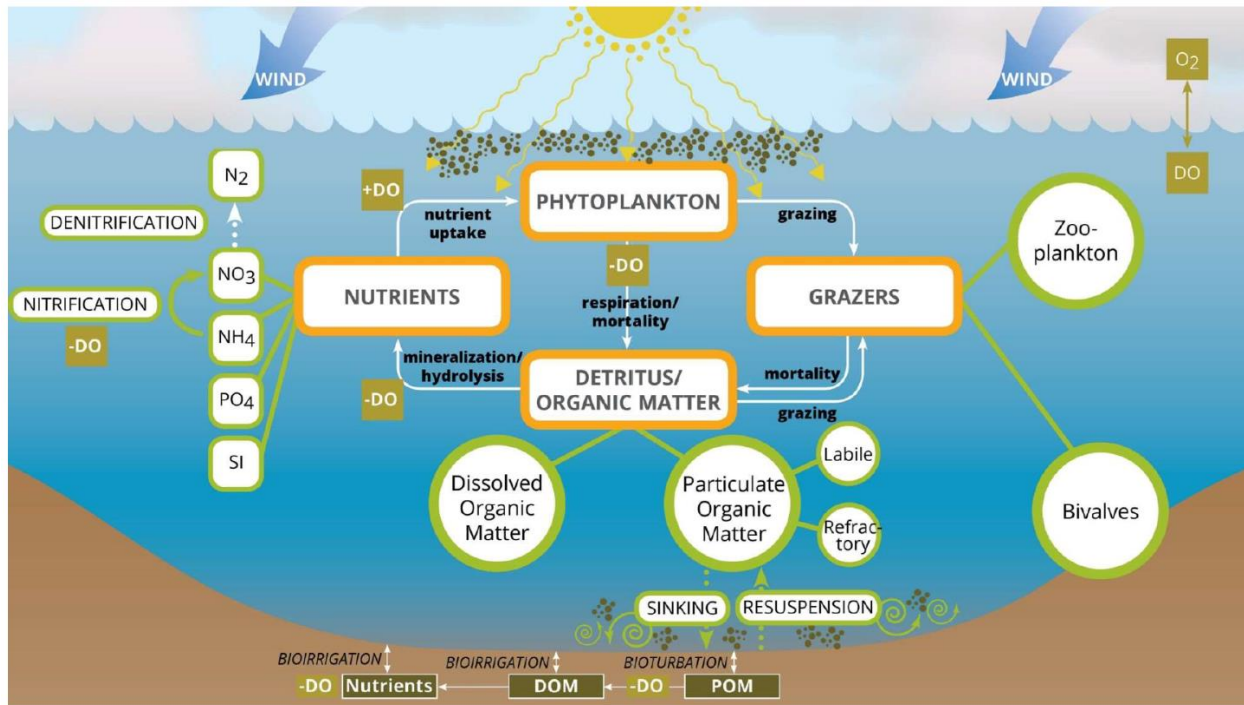 WIND
WIND
O2
DO
N2
DENITRIFICATION
NO3
NITRIFICATION
-DO
NH4
PO4
SI
+DO
nutrient
uptake
PHYTOPLANKTON
grazing
-DO
respiration/
mortality
NUTRIENTS
GRAZERS
mineralization/
hydrolysis
-DO
DETRITUS/
ORGANIC MATTER
mortality
grazing
Zoo-
plankton
Dissolved
Organic
Matter
Particulate
Organic
Matter
Labile
Refrac-
tory
Bivalves
SINKING
RESUSPENSION
BIOIRRIGATION
BIOIRRIGATION
BIOTURBATION
-DO
Nutrients
DOM
-DO
POM